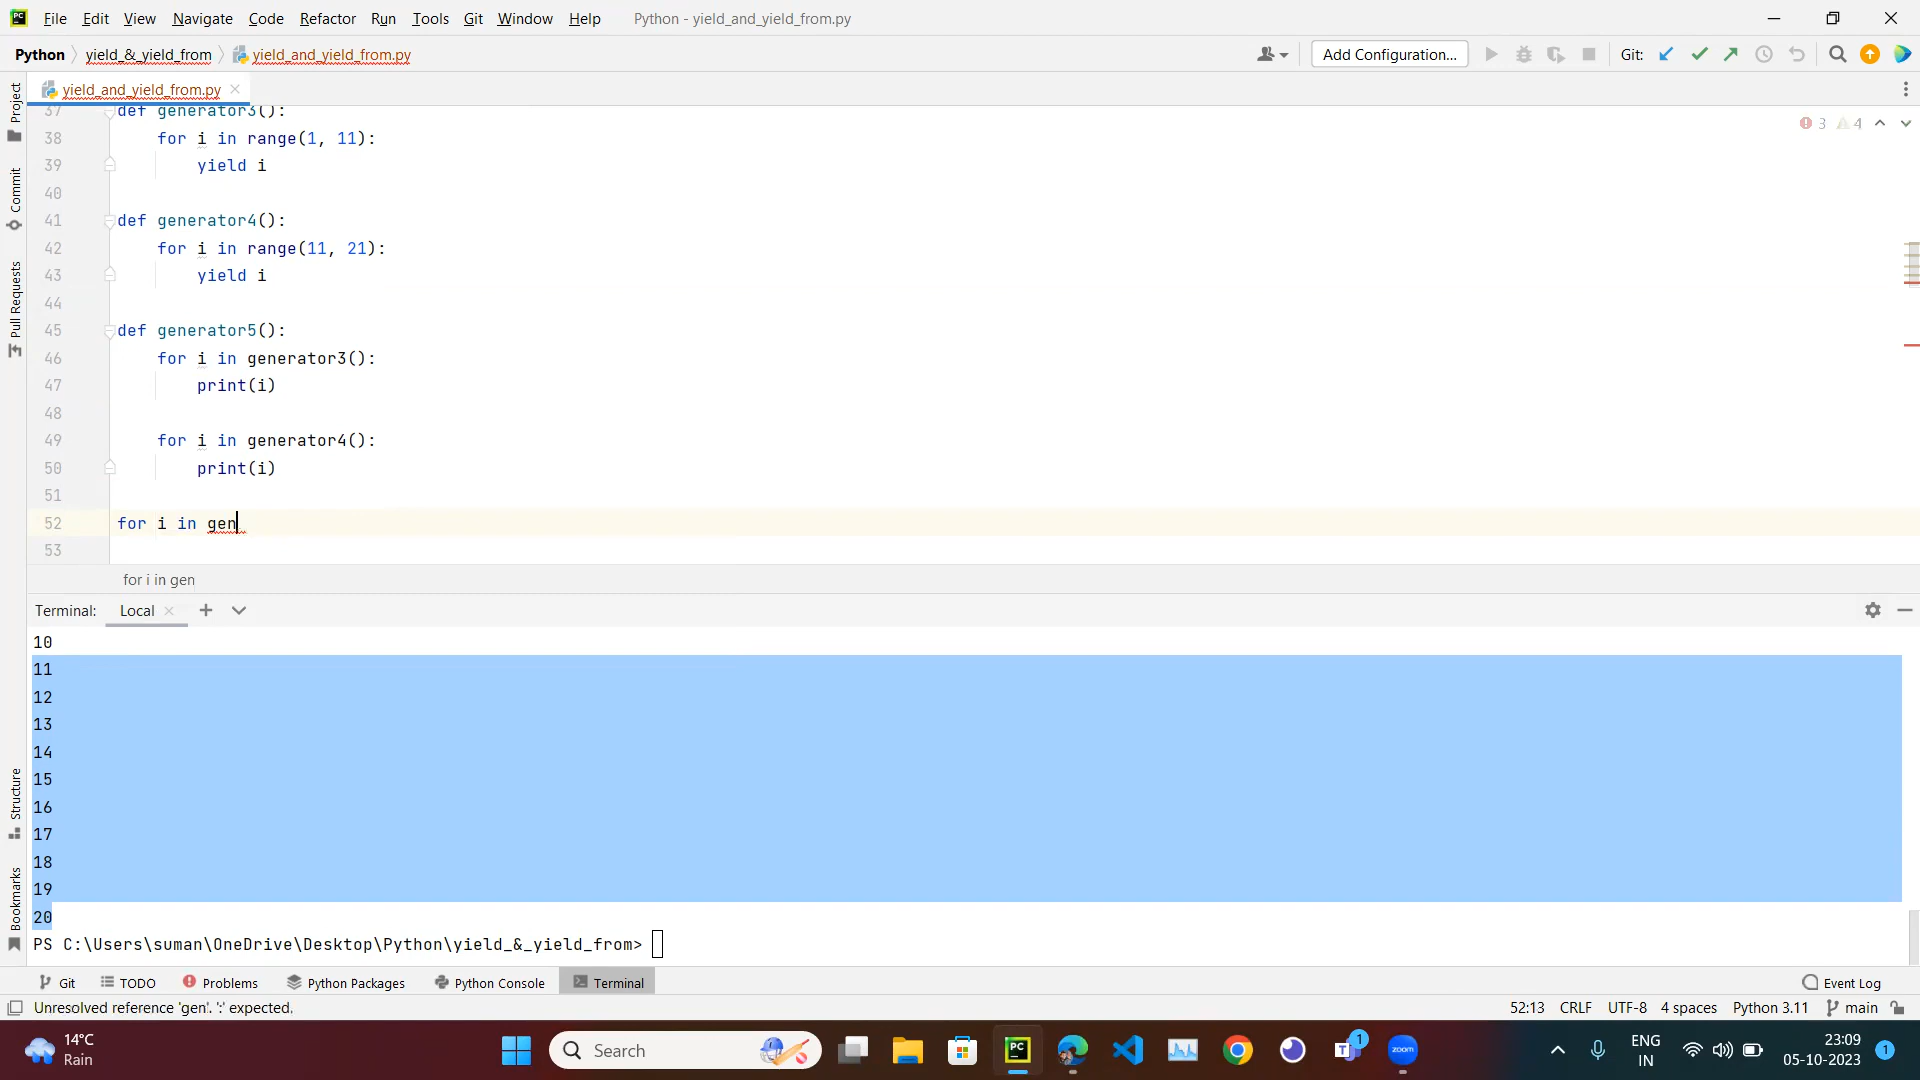 File Edit View Navigate Code Refactor Run Tools Git Window Help Python - yield_and_yield_from.py
Python yield_&_yield_from yield_and_yield_from.py Add Configuration... Git:
yield_and_yield_from.py
3 4
37 def generator3():
38 for i in range(1, 11):
39 yield i
40
41 def generator4():
42 for i in range(11, 21):
43 yield i
44
45 def generator5():
46 for i in generator3():
47 print(i)
48
49 for i in generator4():
50 print(i)
51
52 for i in gen
53
for i in gen
Project
Commit
Pull Requests
Structure
Bookmarks
Terminal: Local
10
11
12
13
14
15
16
17
18
19
20
PS C:\Users\suman\OneDrive\Desktop\Python\yield_&_yield_from>
Git TODO Problems Python Packages Python Console Terminal Event Log
Unresolved reference 'gen'. ':' expected. 52:13 CRLF UTF-8 4 spaces Python 3.11 main
14°C
Rain
Search
PC
zoom
1
ENG
IN
23:09
05-10-2023
1